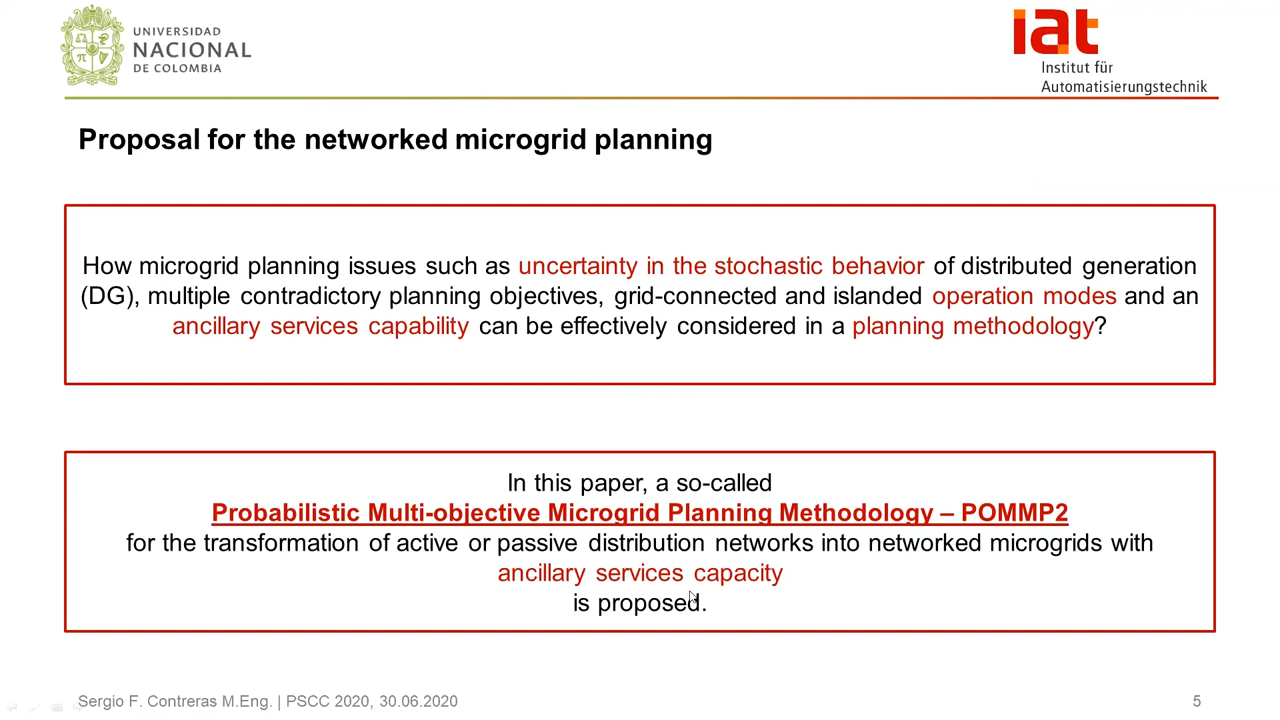 UNIVERSIDAD
NACIONAL
DE COLOMBIA
iat
Institut für
Automatisierungstechnik
Proposal for the networked microgrid planning
How microgrid planning issues such as uncertainty in the stochastic behavior of distributed generation
(DG), multiple contradictory planning objectives, grid-connected and islanded operation modes and an
ancillary services capability can be effectively considered in a planning methodology?
In this paper, a so-called
Probabilistic Multi-objective Microgrid Planning Methodology – POMMP2
for the transformation of active or passive distribution networks into networked microgrids with
ancillary services capacity
is proposed.
Sergio F. Contreras M.Eng. | PSCC 2020, 30.06.2020
5